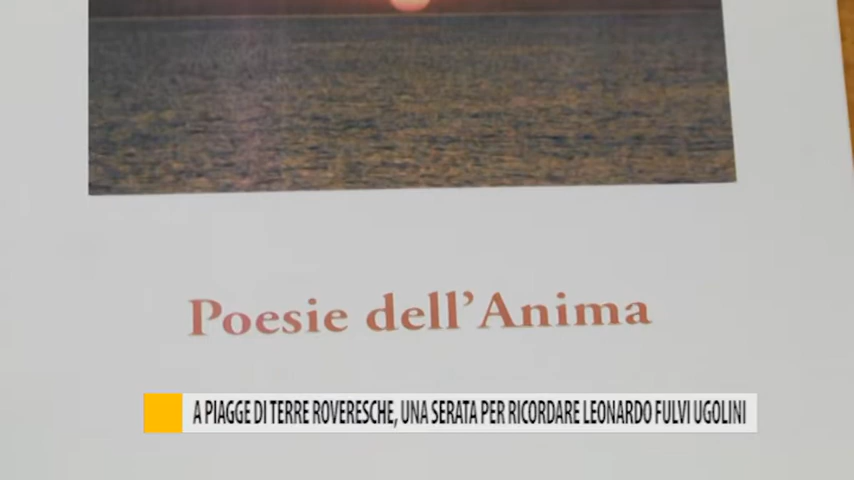 Poesie dell'Anima
A PIAGGE DI TERRE ROVERESCHE, UNA SERATA PER RICORDARE LEONARDO FULVI UGOLINI